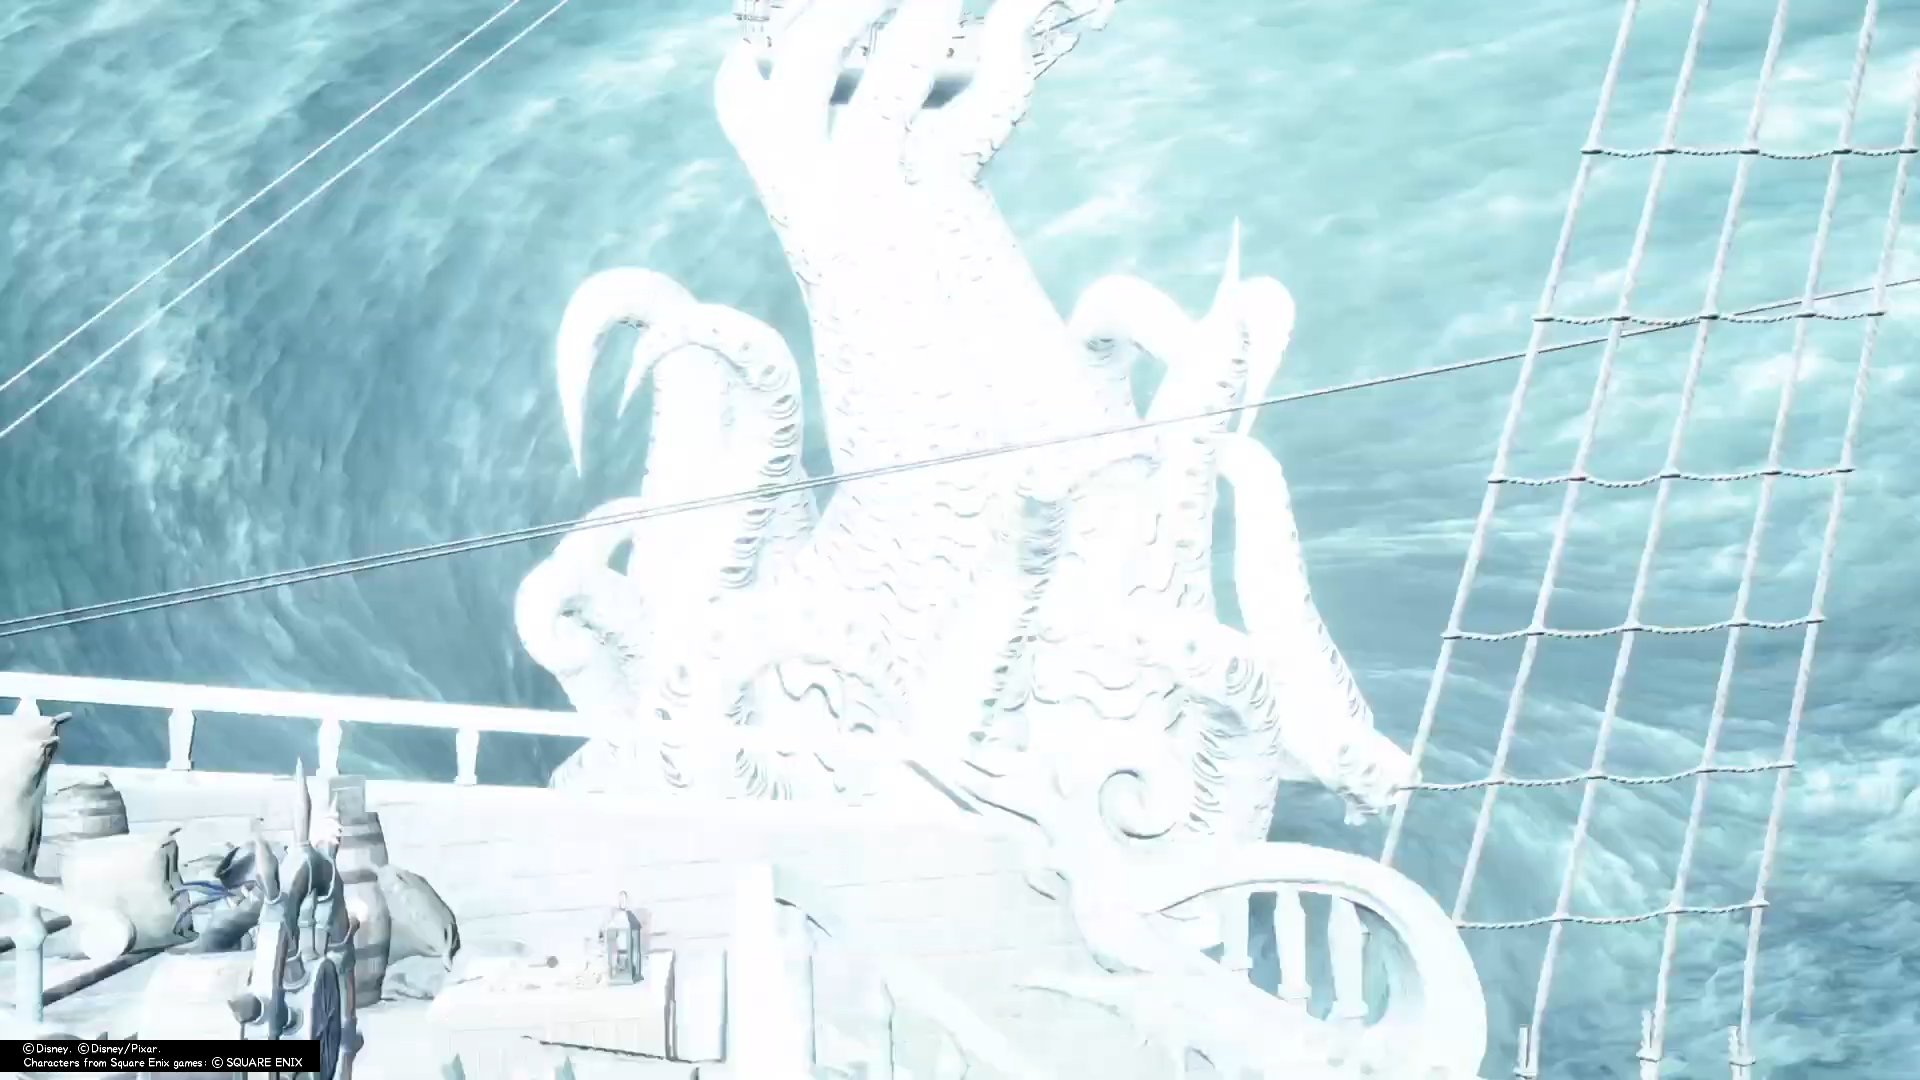 ©Disney. ©Disney/Pixar.
Characters from Square Enix games: © SQUARE ENIX